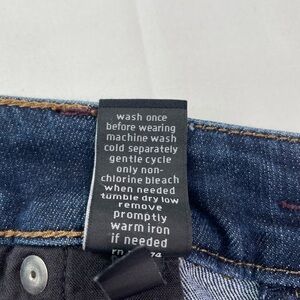 wash once
before wearing
machine wash
cold separately
gentle cycle
only non-
chlorine bleach
when needed
tumble dry low
remove
promptly
warm iron
if needed